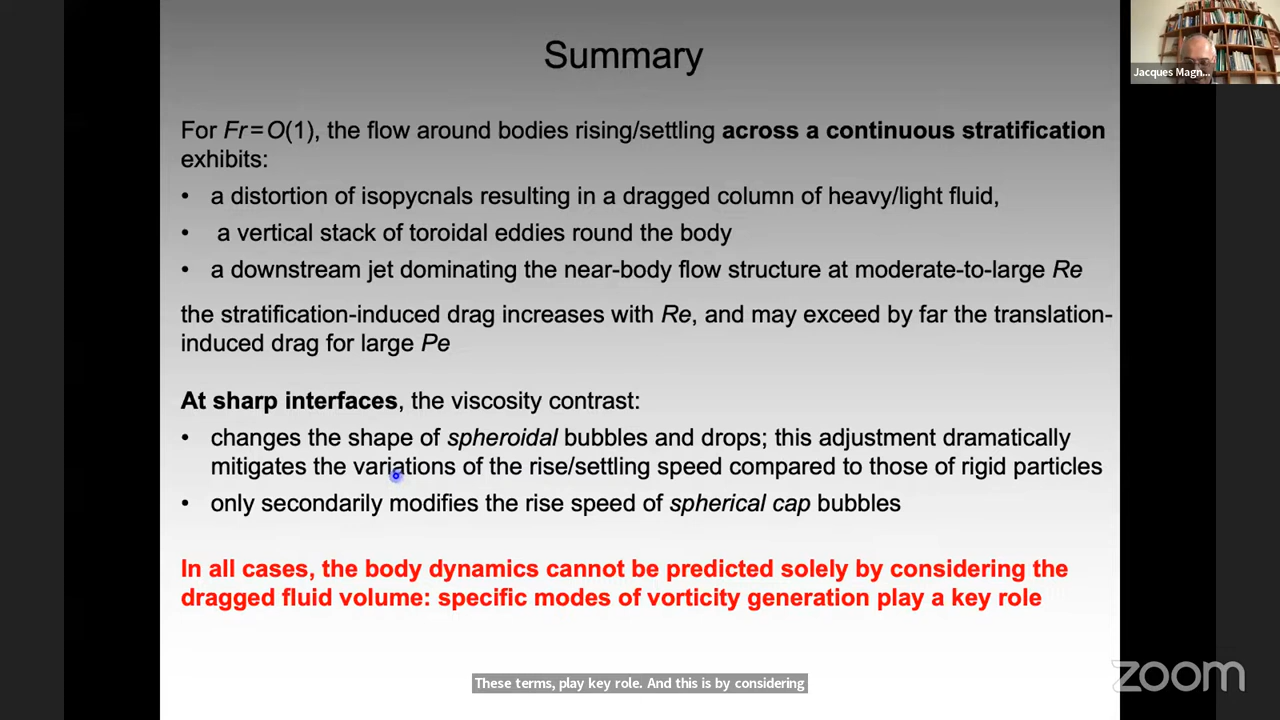 Summary
Jacques Magn...
For Fr = O(1), the flow around bodies rising/settling across a continuous stratification
exhibits:
• a distortion of isopycnals resulting in a dragged column of heavy/light fluid,
• a vertical stack of toroidal eddies round the body
• a downstream jet dominating the near-body flow structure at moderate-to-large Re
the stratification-induced drag increases with Re, and may exceed by far the translation-
induced drag for large Pe
At sharp interfaces, the viscosity contrast:
• changes the shape of spheroidal bubbles and drops; this adjustment dramatically
mitigates the variations of the rise/settling speed compared to those of rigid particles
• only secondarily modifies the rise speed of spherical cap bubbles
In all cases, the body dynamics cannot be predicted solely by considering the
dragged fluid volume: specific modes of vorticity generation play a key role
These terms, play key role. And this is by considering
zoom